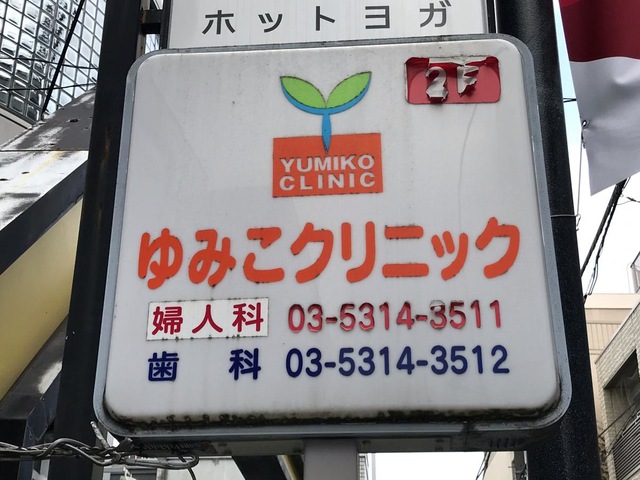 ホットヨガ
2F
YUMIKO
CLINIC
ゆみこクリニック
婦人科 03-5314-3511
歯科 03-5314-3512